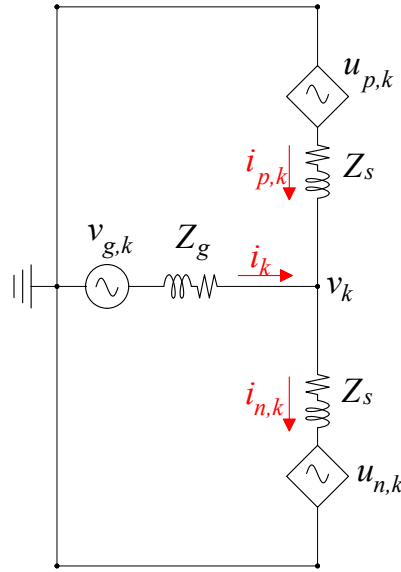 u_{p,k}
i_{p,k} Z_s
v_{g,k} Z_g i_k v_k
i_{n,k} Z_s
u_{n,k}